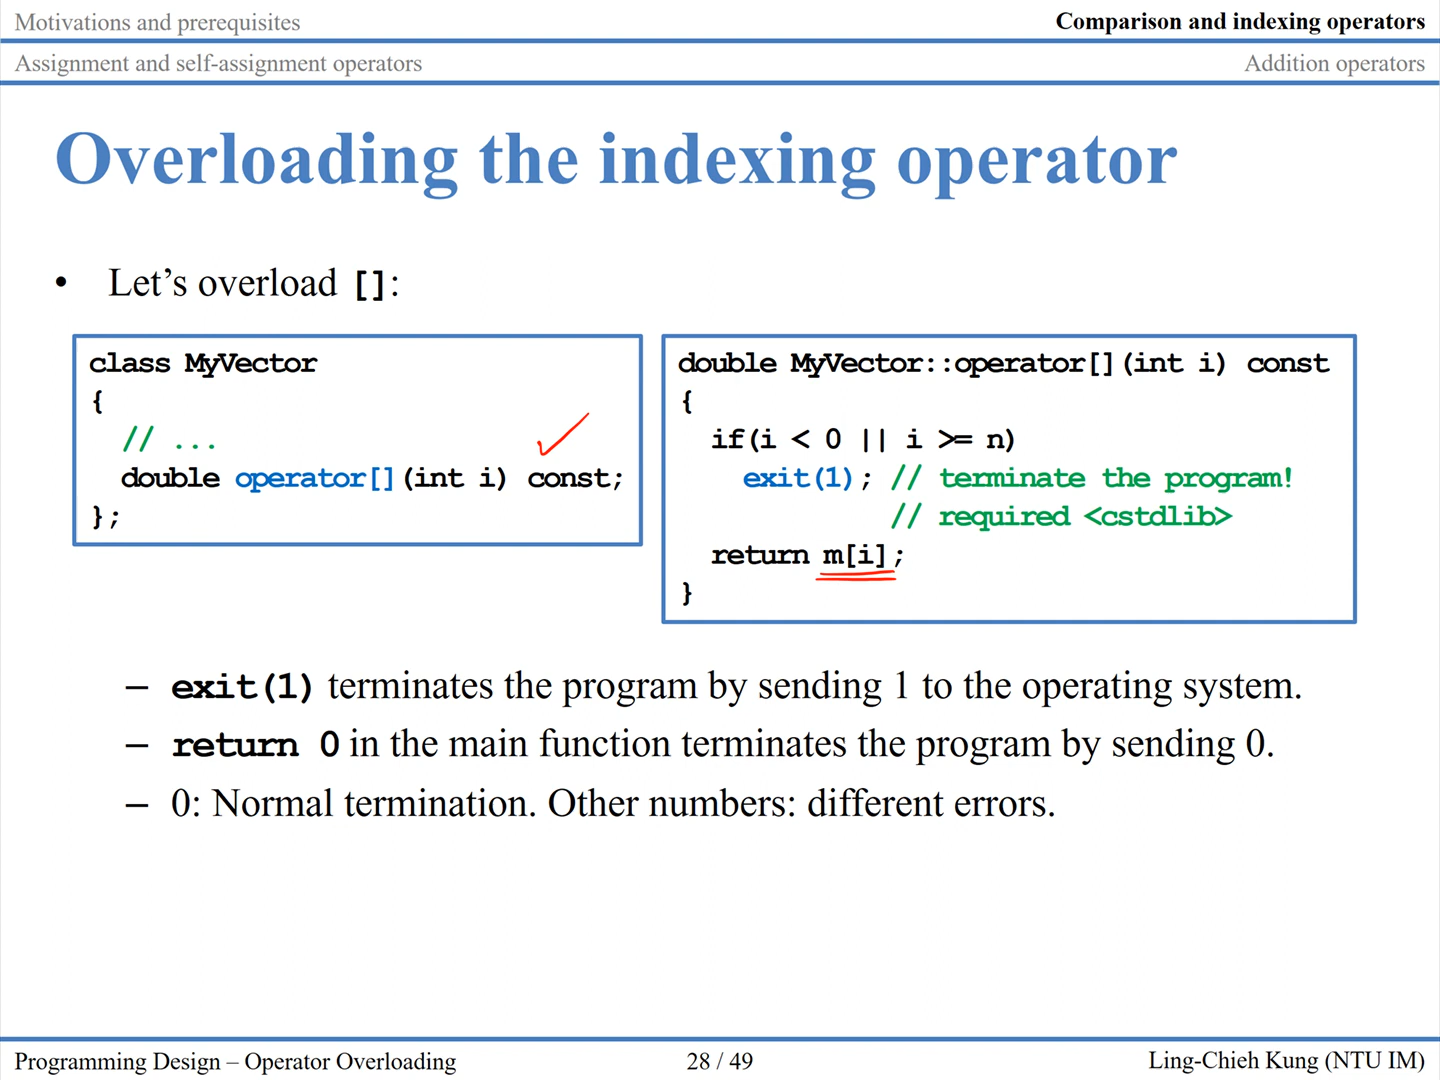 Motivations and prerequisites
Comparison and indexing operators
Assignment and self-assignment operators
Addition operators
Overloading the indexing operator
• Let’s overload []:
class MyVector
{
  // ...
  double operator[](int i) const;
};
double MyVector::operator[](int i) const
{
  if(i < 0 || i >= n)
    exit(1); // terminate the program!
             // required <cstdlib>
  return m[i];
}
– exit(1) terminates the program by sending 1 to the operating system.
– return 0 in the main function terminates the program by sending 0.
– 0: Normal termination. Other numbers: different errors.
Programming Design – Operator Overloading
28 / 49
Ling-Chieh Kung (NTU IM)